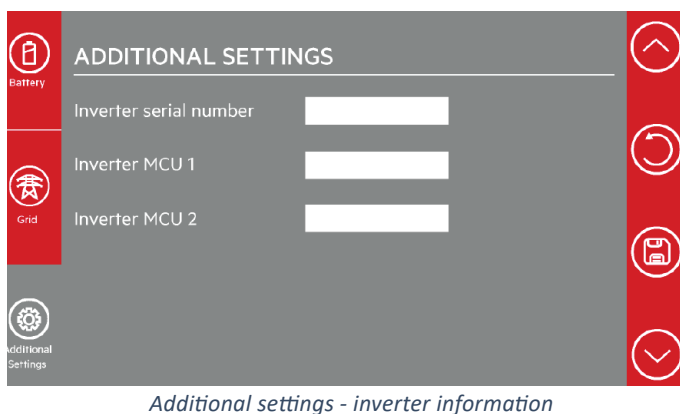 Battery
Grid
Additional
Settings
ADDITIONAL SETTINGS
Inverter serial number
Inverter MCU 1
Inverter MCU 2
Additional settings - inverter information